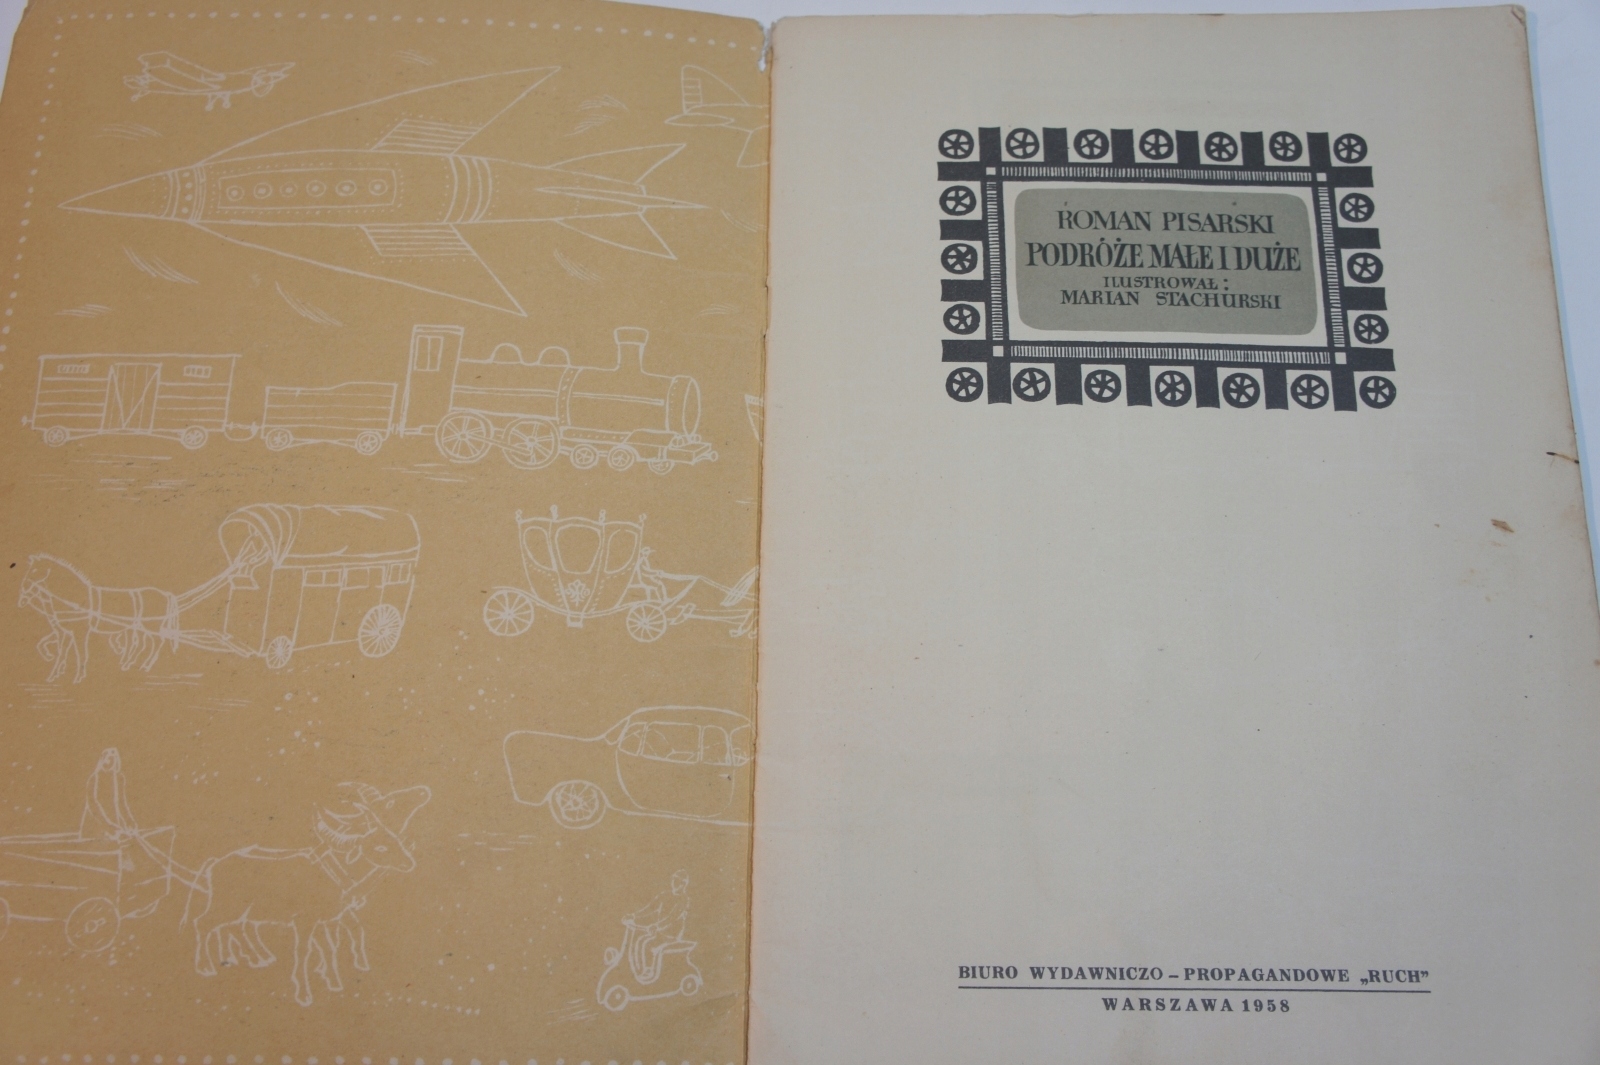 ROMAN PISARSKI
PODRÓŻE MAŁE I DUŻE
ILUSTROWAŁ:
MARIAN STACHURSKI
BIURO WYDAWNICZO – PROPAGANDOWE „RUCH”
WARSZAWA 1958